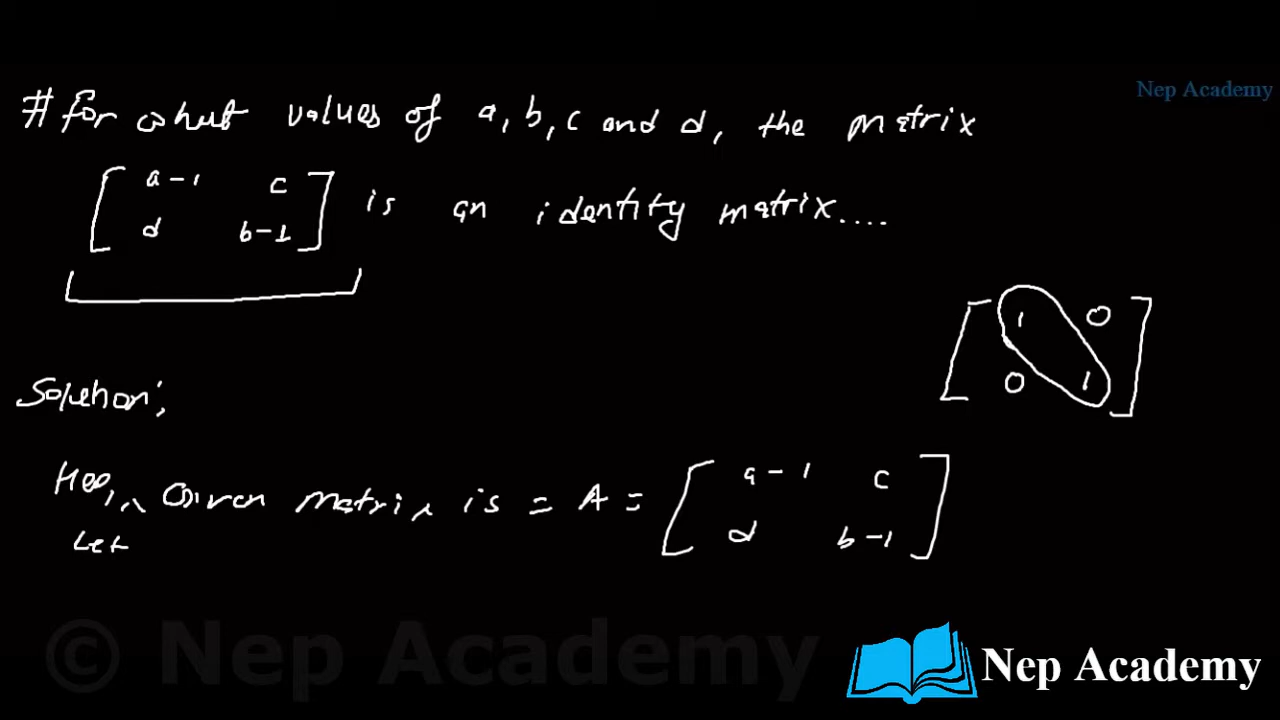 Nep Academy
# For what values of a, b, c and d, the matrix
[ a-1 c
d b-1 ] is an identity matrix....
[ 1 0
0 1 ]
Solution;
Given matrix is = A = [ a-1 c
d b-1 ]
Let
© Nep Academy
Nep Academy